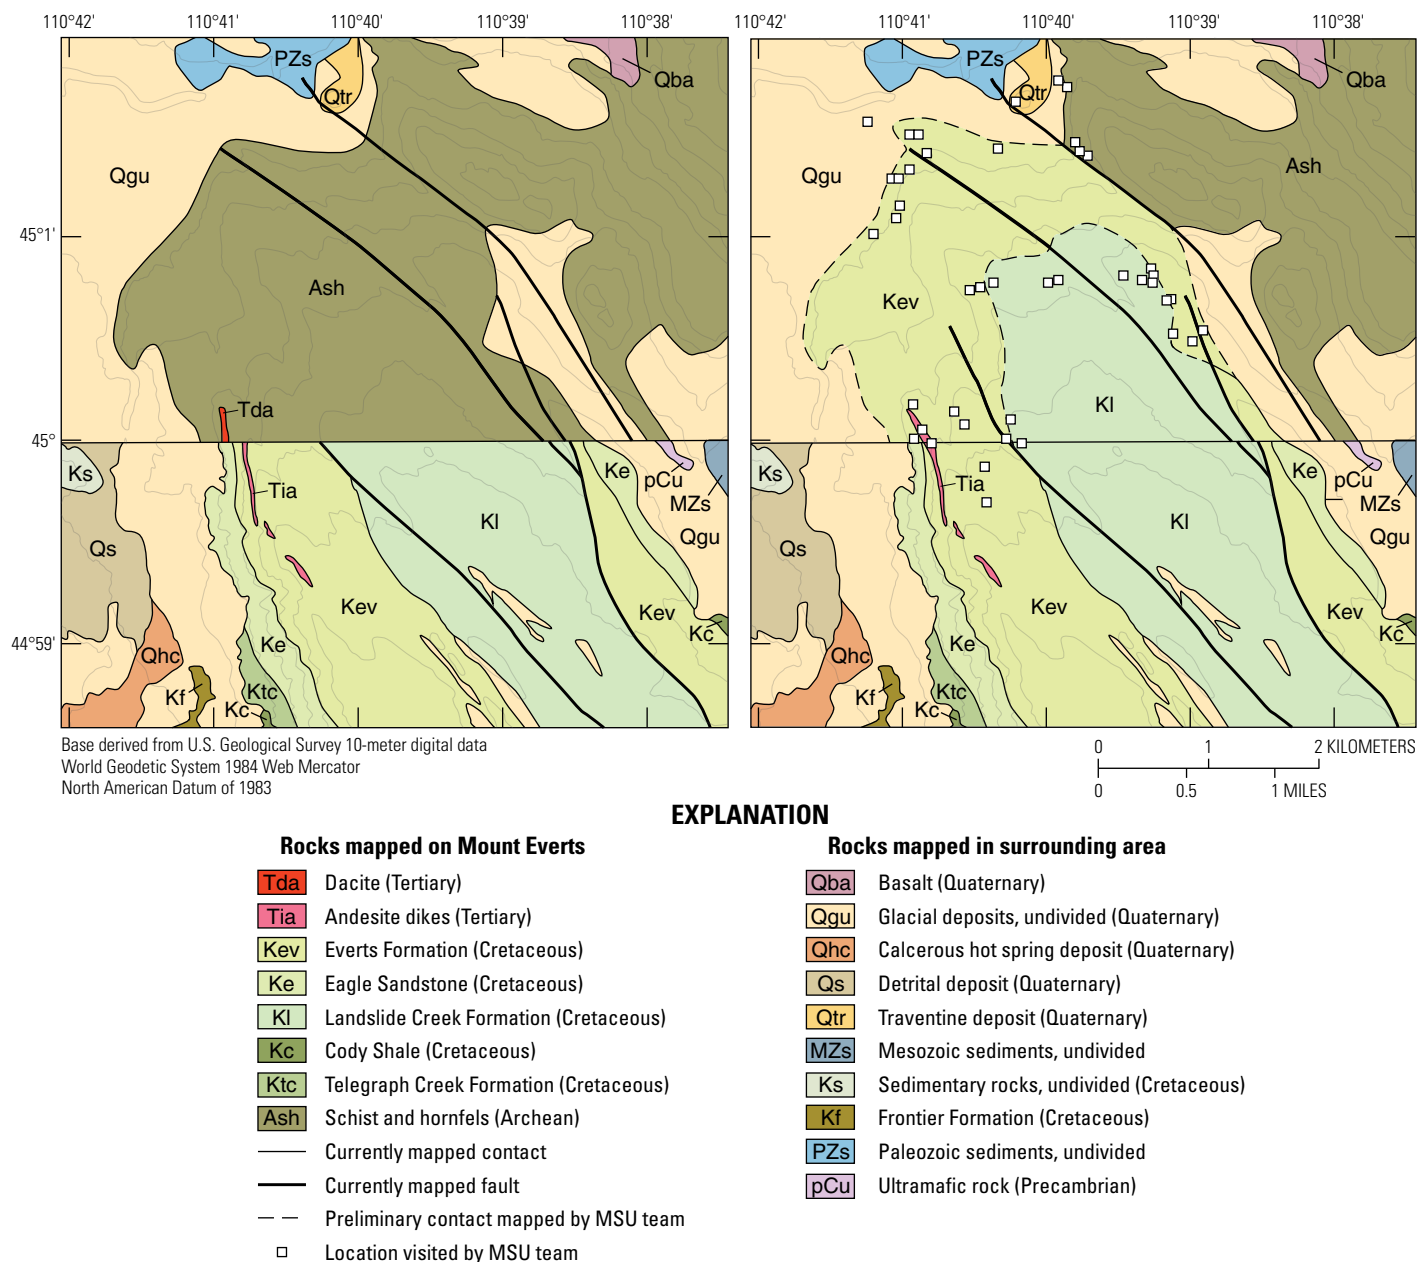 110°42' 110°41' 110°40' 110°39' 110°38' 110°42' 110°41' 110°40' 110°39' 110°38'
PZs Qtr Qba PZs Qtr Qba
Qgu Qgu Ash
45°1'
Ash Kev
Tda Kl
45°
Ks Ke pCu Ks Ke pCu
Tia MZs Tia MZs
Qs Kl Qgu Qs Kl Qgu
Kev Kev Kev Kev
Kc Kc
44°59' Ke Ke
Qhc Qhc
Kf Ktc Kf Ktc
Kc Kc
Base derived from U.S. Geological Survey 10-meter digital data
World Geodetic System 1984 Web Mercator
North American Datum of 1983
0 1 2 KILOMETERS
0 0.5 1 MILES
EXPLANATION
Rocks mapped on Mount Everts
Tda Dacite (Tertiary)
Tia Andesite dikes (Tertiary)
Kev Everts Formation (Cretaceous)
Ke Eagle Sandstone (Cretaceous)
Kl Landslide Creek Formation (Cretaceous)
Kc Cody Shale (Cretaceous)
Ktc Telegraph Creek Formation (Cretaceous)
Ash Schist and hornfels (Archean)
Currently mapped contact
Currently mapped fault
Preliminary contact mapped by MSU team
Location visited by MSU team
Rocks mapped in surrounding area
Qba Basalt (Quaternary)
Qgu Glacial deposits, undivided (Quaternary)
Qhc Calcerous hot spring deposit (Quaternary)
Qs Detrital deposit (Quaternary)
Qtr Traventine deposit (Quaternary)
MZs Mesozoic sediments, undivided
Ks Sedimentary rocks, undivided (Cretaceous)
Kf Frontier Formation (Cretaceous)
PZs Paleozoic sediments, undivided
pCu Ultramafic rock (Precambrian)